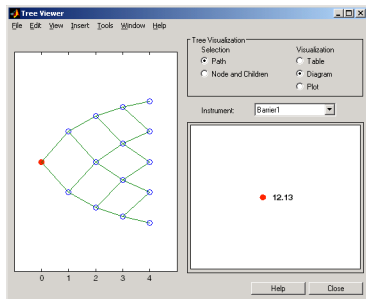 Tree Viewer
File Edit View Insert Tools Window Help
Tree Visualization
Selection
Visualization
Path
Table
Node and Children
Diagram
Plot
Instrument: Barrier1
12.13
0 1 2 3 4
Help Close